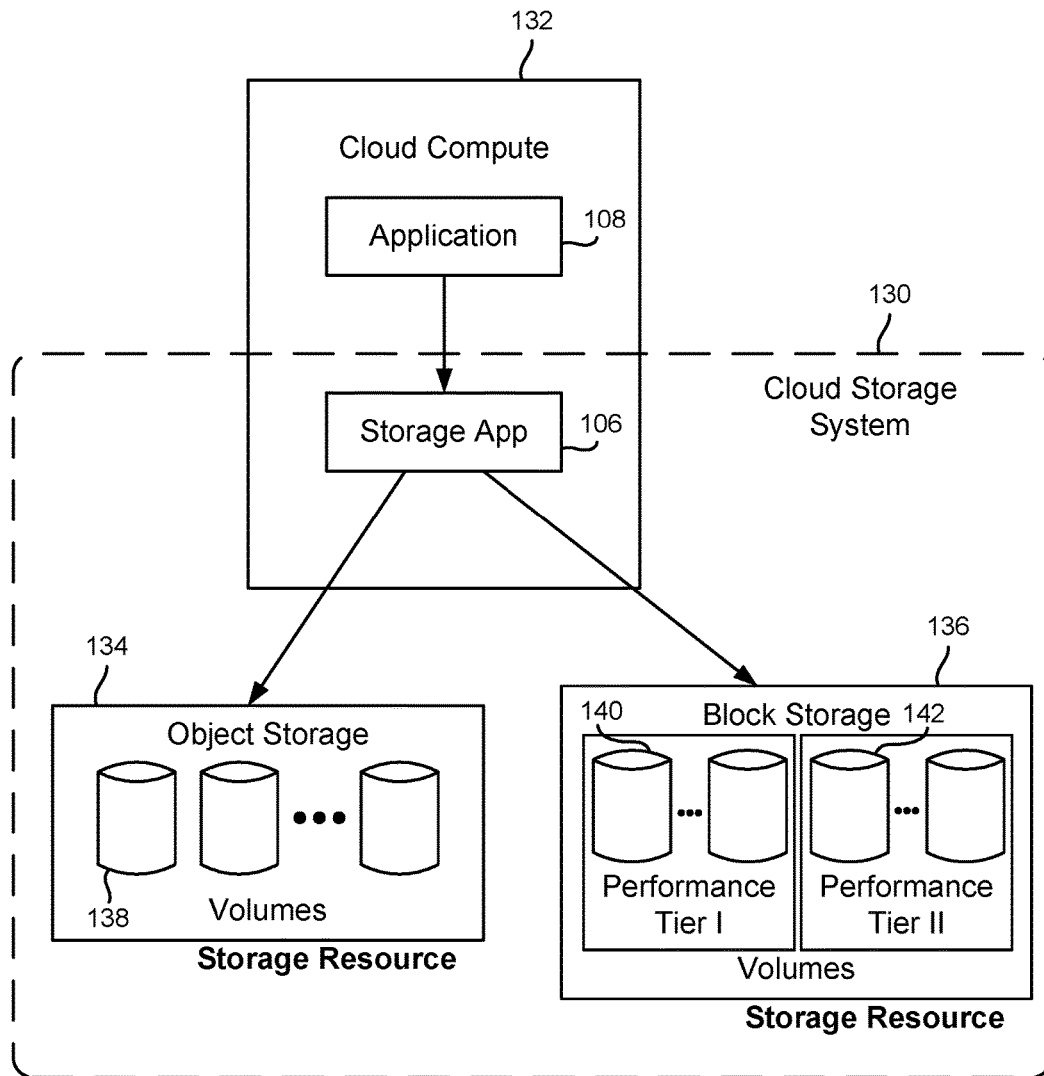 132
Cloud Compute
Application
108
130
Cloud Storage
System
Storage App
106
134
136
Object Storage
Block Storage
140
142
138
Volumes
Performance
Tier I
Performance
Tier II
Volumes
Storage Resource
Storage Resource